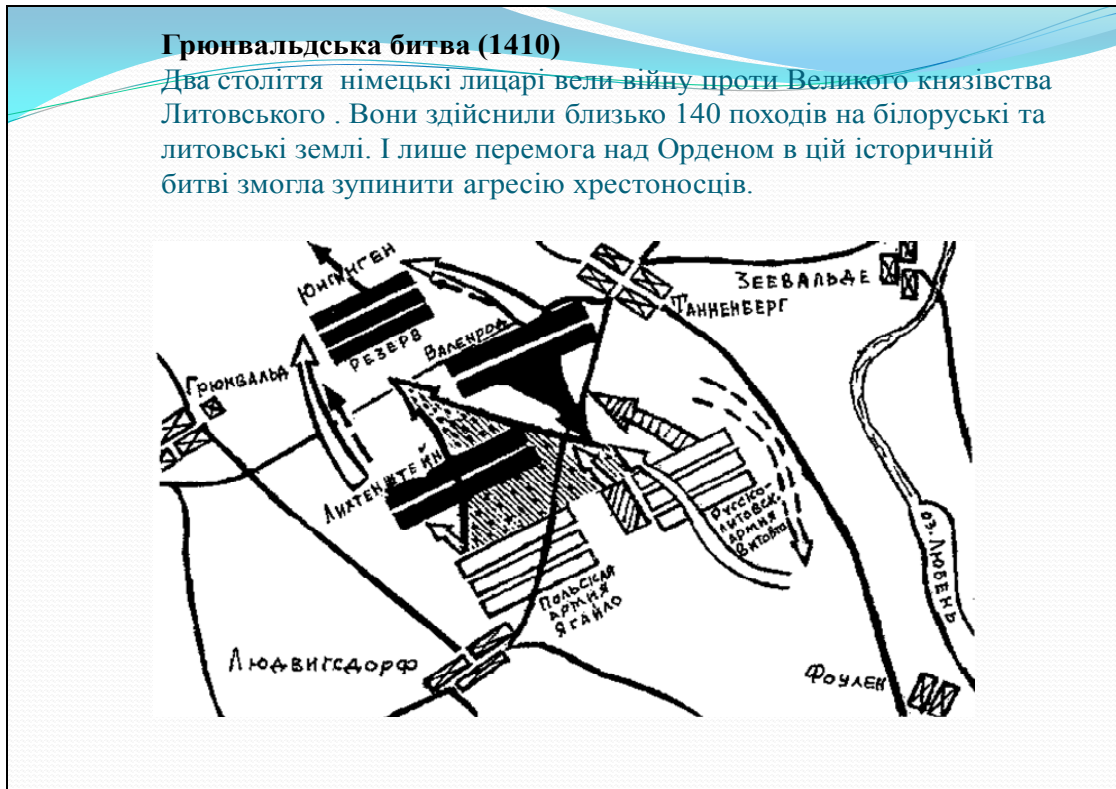 Грюнвальдська битва (1410)
Два століття німецькі лицарі вели війну проти Великого князівства
Литовського . Вони здійснили близько 140 походів на білоруські та
литовські землі. І лише перемога над Орденом в цій історичній
битві змогла зупинити агресію хрестоносців.
Юнгинген
Резерв
Валенрод
Танненберг
Зеевальде
Грюнвальд
Лихтенштейн
Русско-
литовск.
армия
Витовта
Польская
армия
Ягайло
оз. Любень
Людвигсдорф
Фоулен